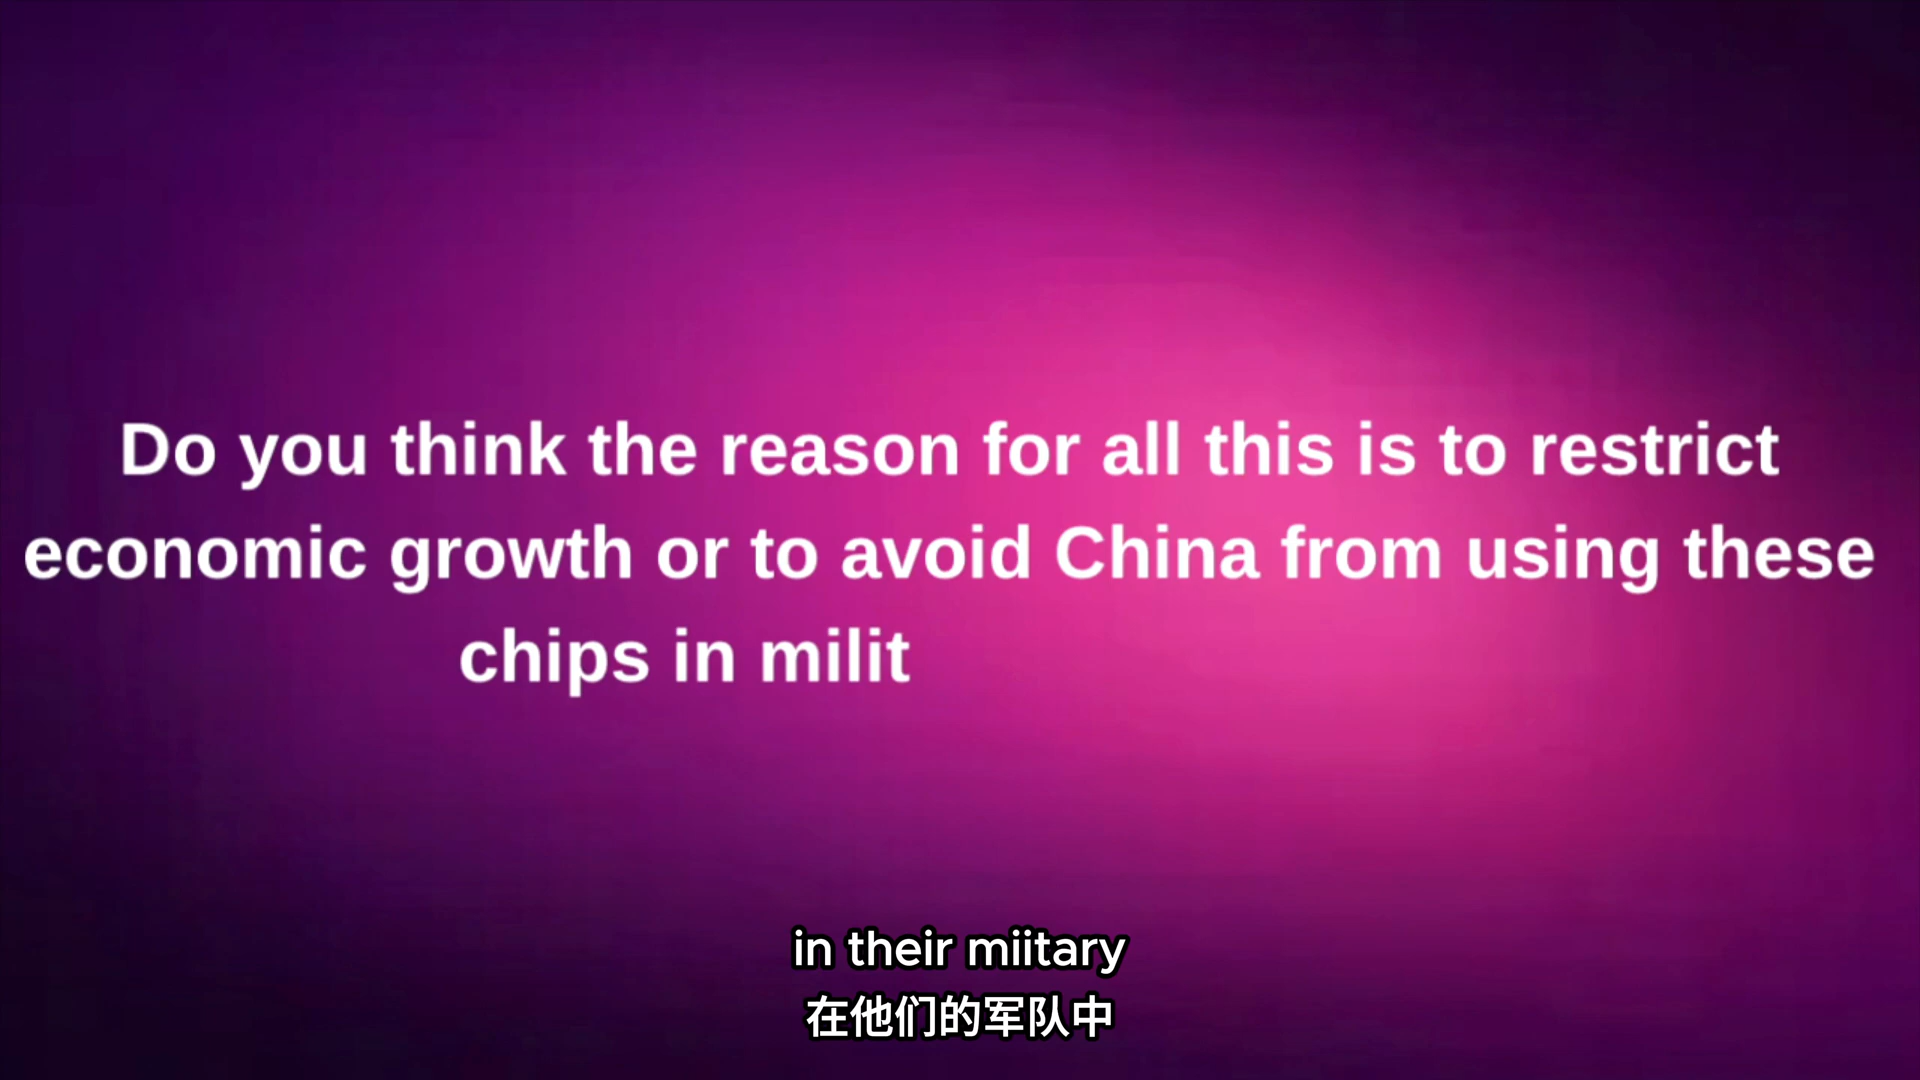 Do you think the reason for all this is to restrict
economic growth or to avoid China from using these
chips in milit
in their miitary
在他们的军队中